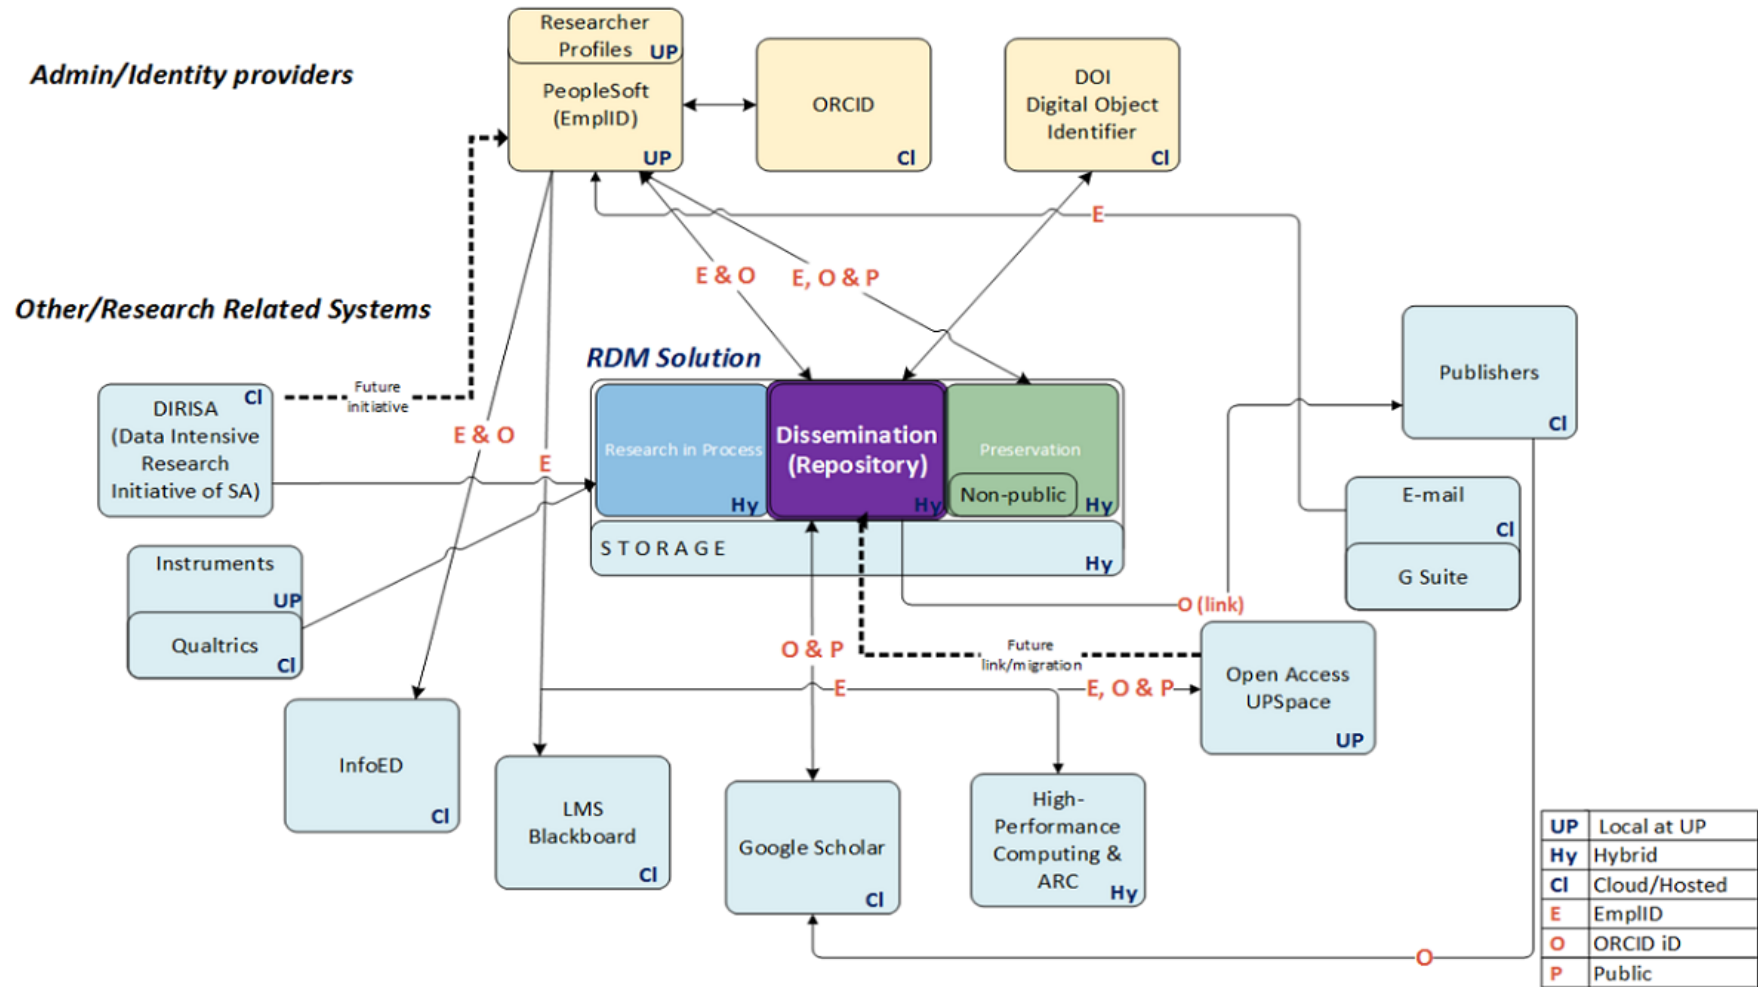 Researcher
Profiles UP
Admin/Identity providers
PeopleSoft
(EmplID)
UP
ORCID
Cl
DOI
Digital Object
Identifier
Cl
E
E & O
E, O & P
Other/Research Related Systems
RDM Solution
Publishers
Cl
DIRISA Cl
(Data Intensive
Research
Initiative of SA)
Future
initiative
E & O
E
Research in Process
Hy
Dissemination
(Repository)
Hy
Preservation
Non-public
Hy
STORAGE
Hy
E-mail
Cl
G Suite
Instruments
UP
Qualtrics
Cl
O (link)
O & P
Future
link/migration
E
E, O & P
Open Access
UPSpace
UP
InfoED
Cl
LMS
Blackboard
Cl
Google Scholar
Cl
High-
Performance
Computing &
ARC
Hy
O
UP Local at UP
Hy Hybrid
Cl Cloud/Hosted
E EmplID
O ORCID iD
P Public